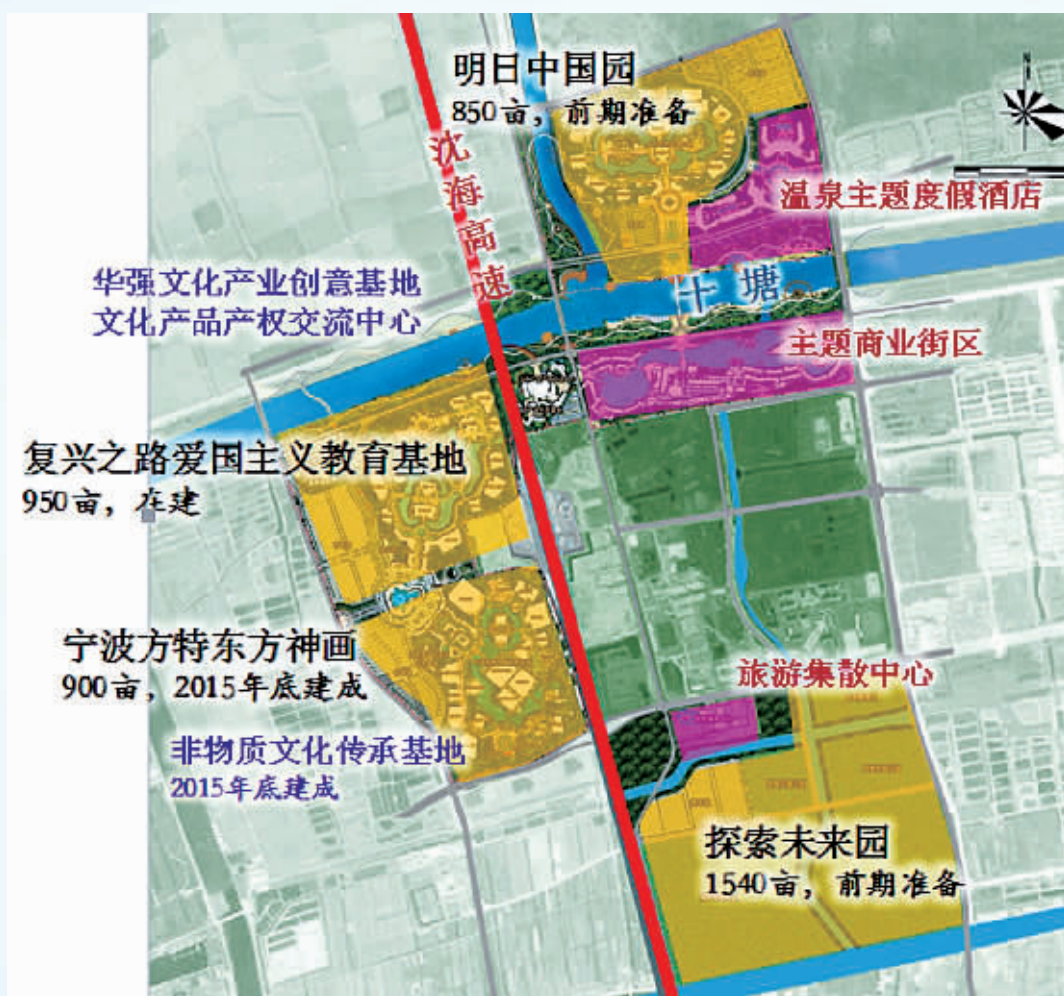 明日中国园
850亩，前期准备
N
沈海高速
温泉主题度假酒店
华强文化产业创意基地
文化产品产权交流中心
十塘
主题商业街区
复兴之路爱国主义教育基地
950亩，在建
宁波方特东方神画
900亩，2015年底建成
旅游集散中心
非物质文化传承基地
2015年底建成
探索未来园
1540亩，前期准备